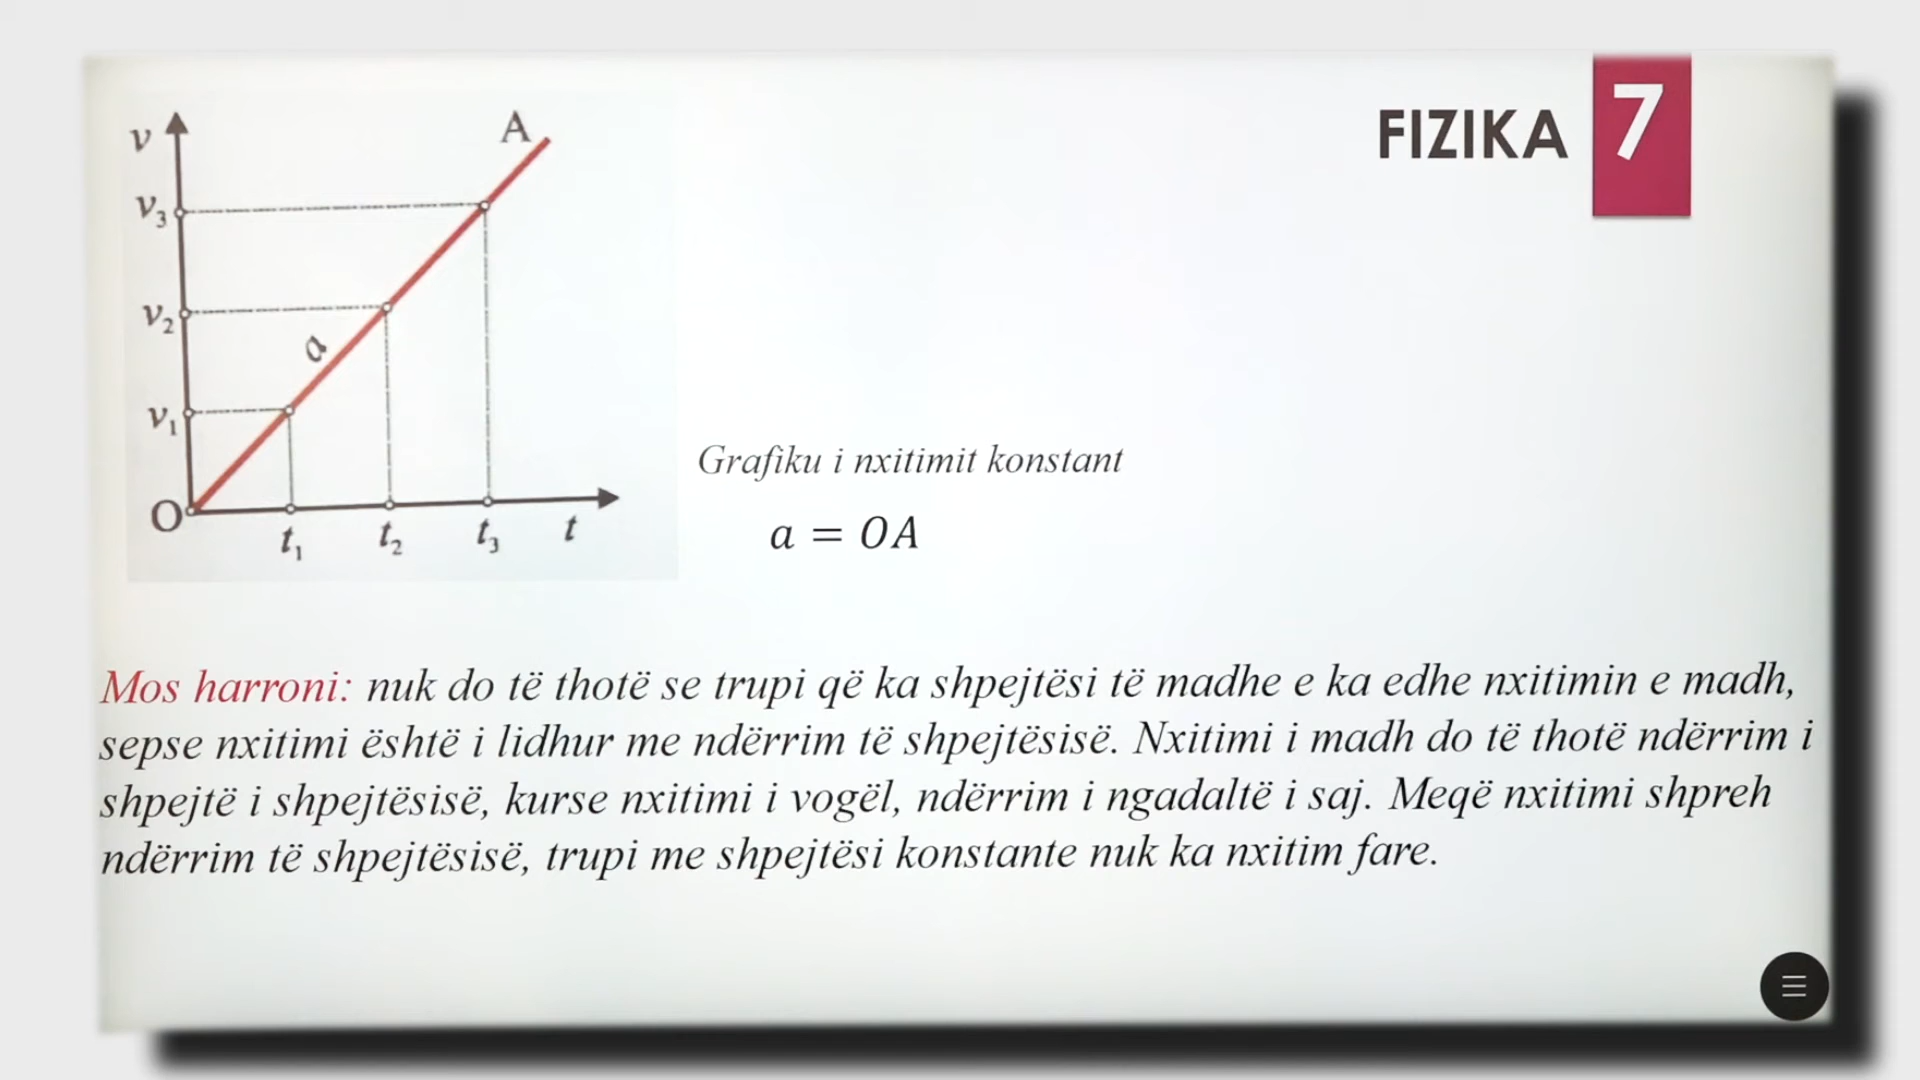 FIZIKA 7
v
A
v₃
v₂
a
v₁
O
t₁ t₂ t₃ t
Grafiku i nxitimit konstant
a = OA
Mos harroni: nuk do të thotë se trupi që ka shpejtësi të madhe e ka edhe nxitimin e madh,
sepse nxitimi është i lidhur me ndërrim të shpejtësisë. Nxitimi i madh do të thotë ndërrim i
shpejtë i shpejtësisë, kurse nxitimi i vogël, ndërrim i ngadaltë i saj. Meqë nxitimi shpreh
ndërrim të shpejtësisë, trupi me shpejtësi konstante nuk ka nxitim fare.